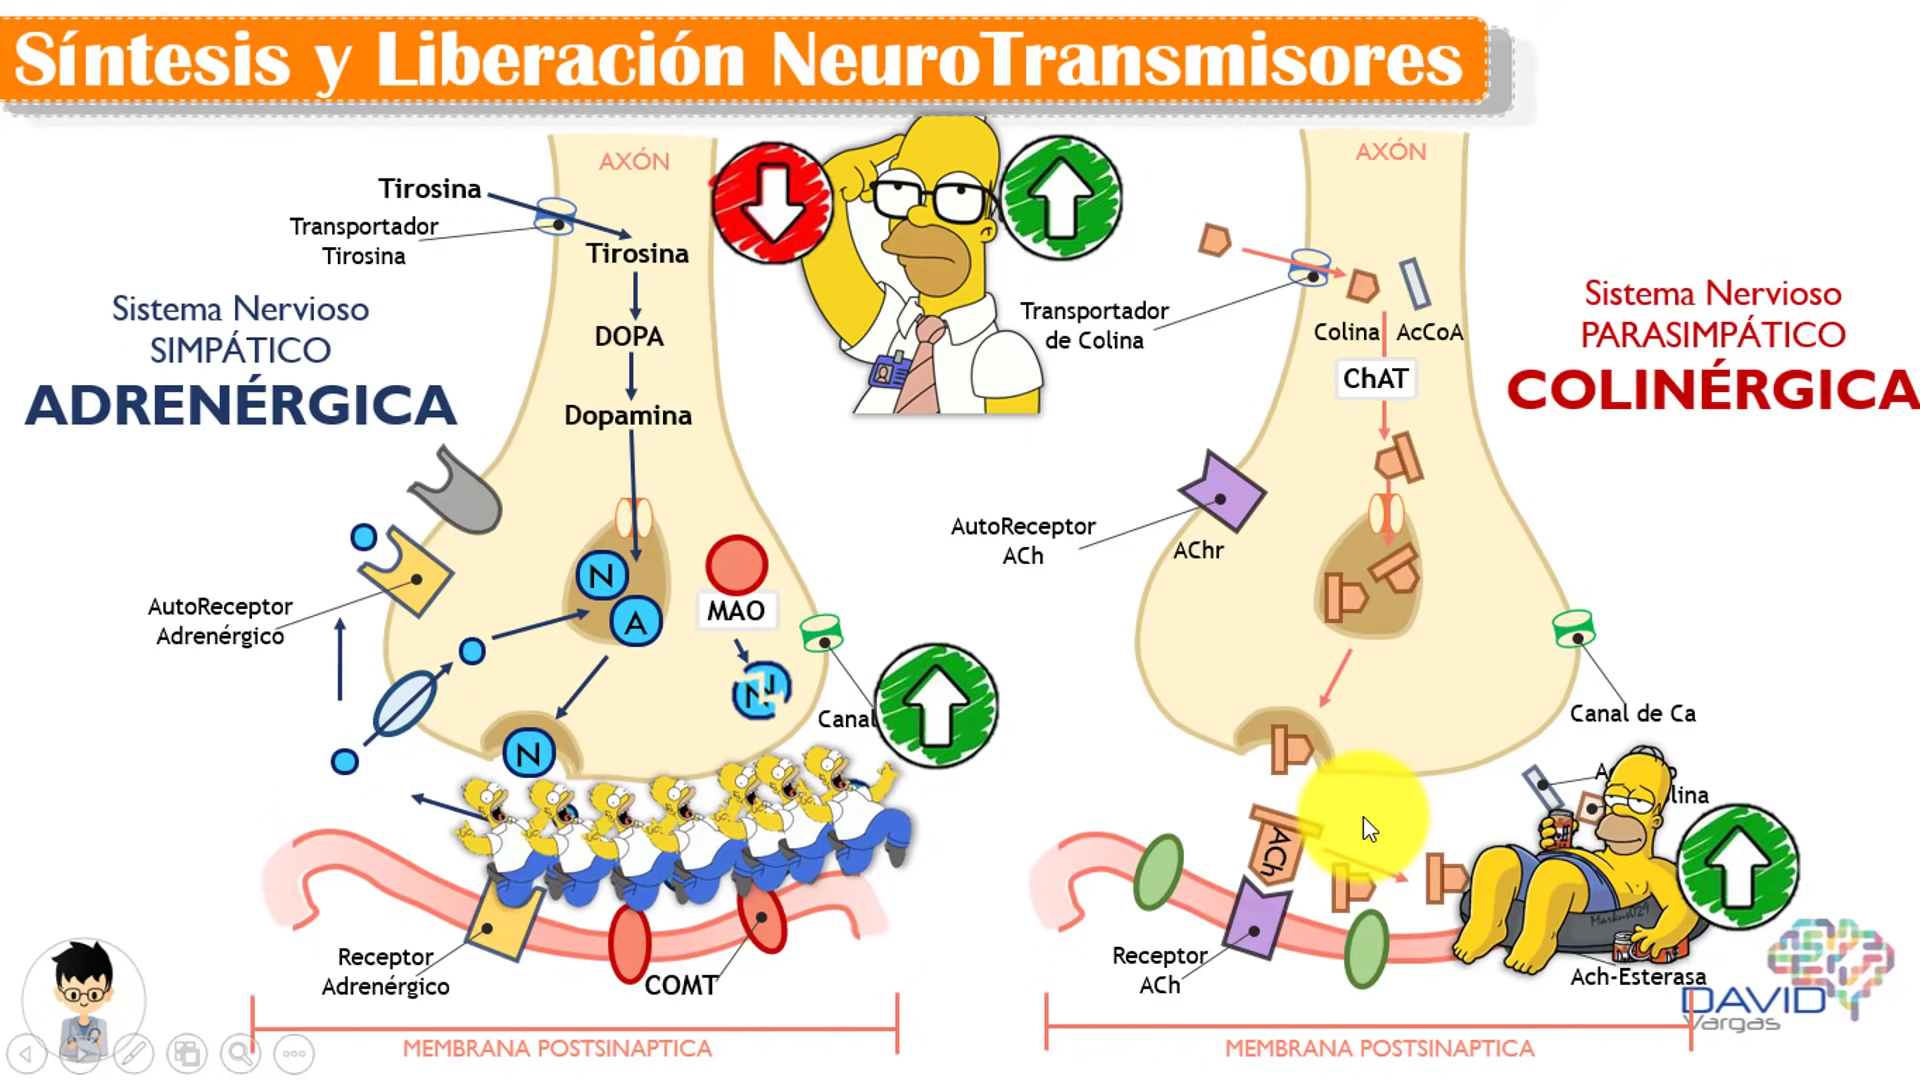 Síntesis y Liberación NeuroTransmisores
AXÓN
Tirosina
Transportador
Tirosina
Tirosina
DOPA
Dopamina
Sistema Nervioso
SIMPÁTICO
ADRENÉRGICA
AutoReceptor
Adrenérgico
N
A
MAO
N
N
Canal
Receptor
Adrenérgico
COMT
MEMBRANA POSTSINAPTICA
AXÓN
Transportador
de Colina
Colina
AcCoA
ChAT
Sistema Nervioso
PARASIMPÁTICO
COLINÉRGICA
AutoReceptor
ACh
AChr
Canal de Ca
ACh
Receptor
ACh
Ach-Esterasa
MEMBRANA POSTSINAPTICA
DAVID
Vargas